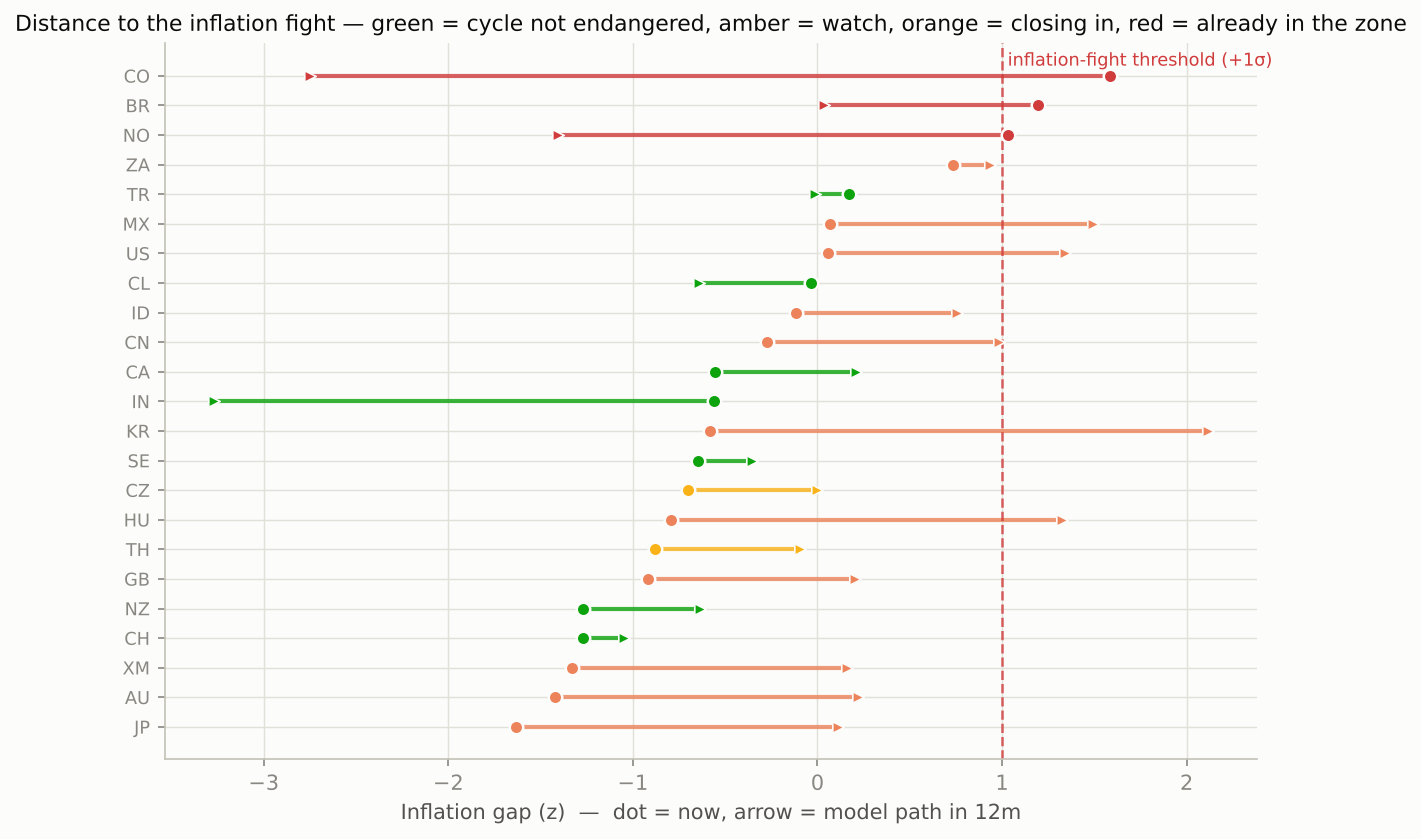 Distance to the inflation fight — green = cycle not endangered, amber = watch, orange = closing in, red = already in the zone
inflation-fight threshold (+1σ)
CO
BR
NO
ZA
TR
MX
US
CL
ID
CN
CA
IN
KR
SE
CZ
HU
TH
GB
NZ
CH
XM
AU
JP
−3 −2 −1 0 1 2
Inflation gap (z) — dot = now, arrow = model path in 12m